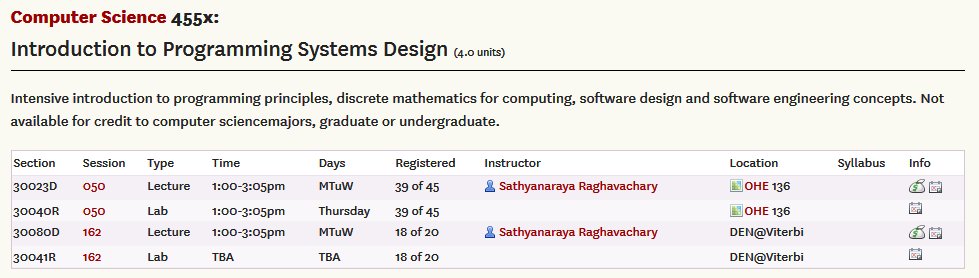 Computer Science 455x:
Introduction to Programming Systems Design (4.0 units)
Intensive introduction to programming principles, discrete mathematics for computing, software design and software engineering concepts. Not
available for credit to computer sciencemajors, graduate or undergraduate.
Section Session Type Time Days Registered Instructor Location Syllabus Info
30023D 050 Lecture 1:00-3:05pm MTuW 39 of 45 Sathyanaraya Raghavachary OHE 136
30040R 050 Lab 1:00-3:05pm Thursday 39 of 45 OHE 136
30080D 162 Lecture 1:00-3:05pm MTuW 18 of 20 Sathyanaraya Raghavachary DEN@Viterbi
30041R 162 Lab TBA TBA 18 of 20 DEN@Viterbi